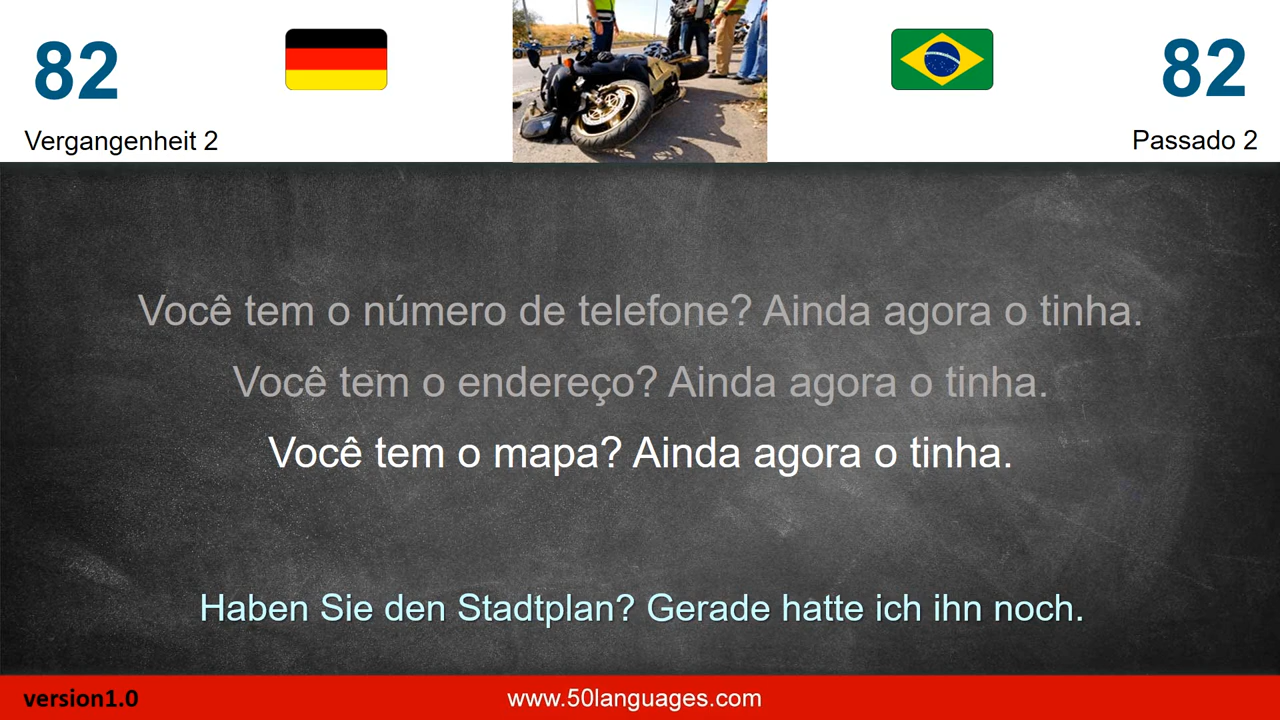 82
82
Vergangenheit 2
Passado 2
Você tem o número de telefone? Ainda agora o tinha.
Você tem o endereço? Ainda agora o tinha.
Você tem o mapa? Ainda agora o tinha.
Haben Sie den Stadtplan? Gerade hatte ich ihn noch.
version1.0
www.50languages.com